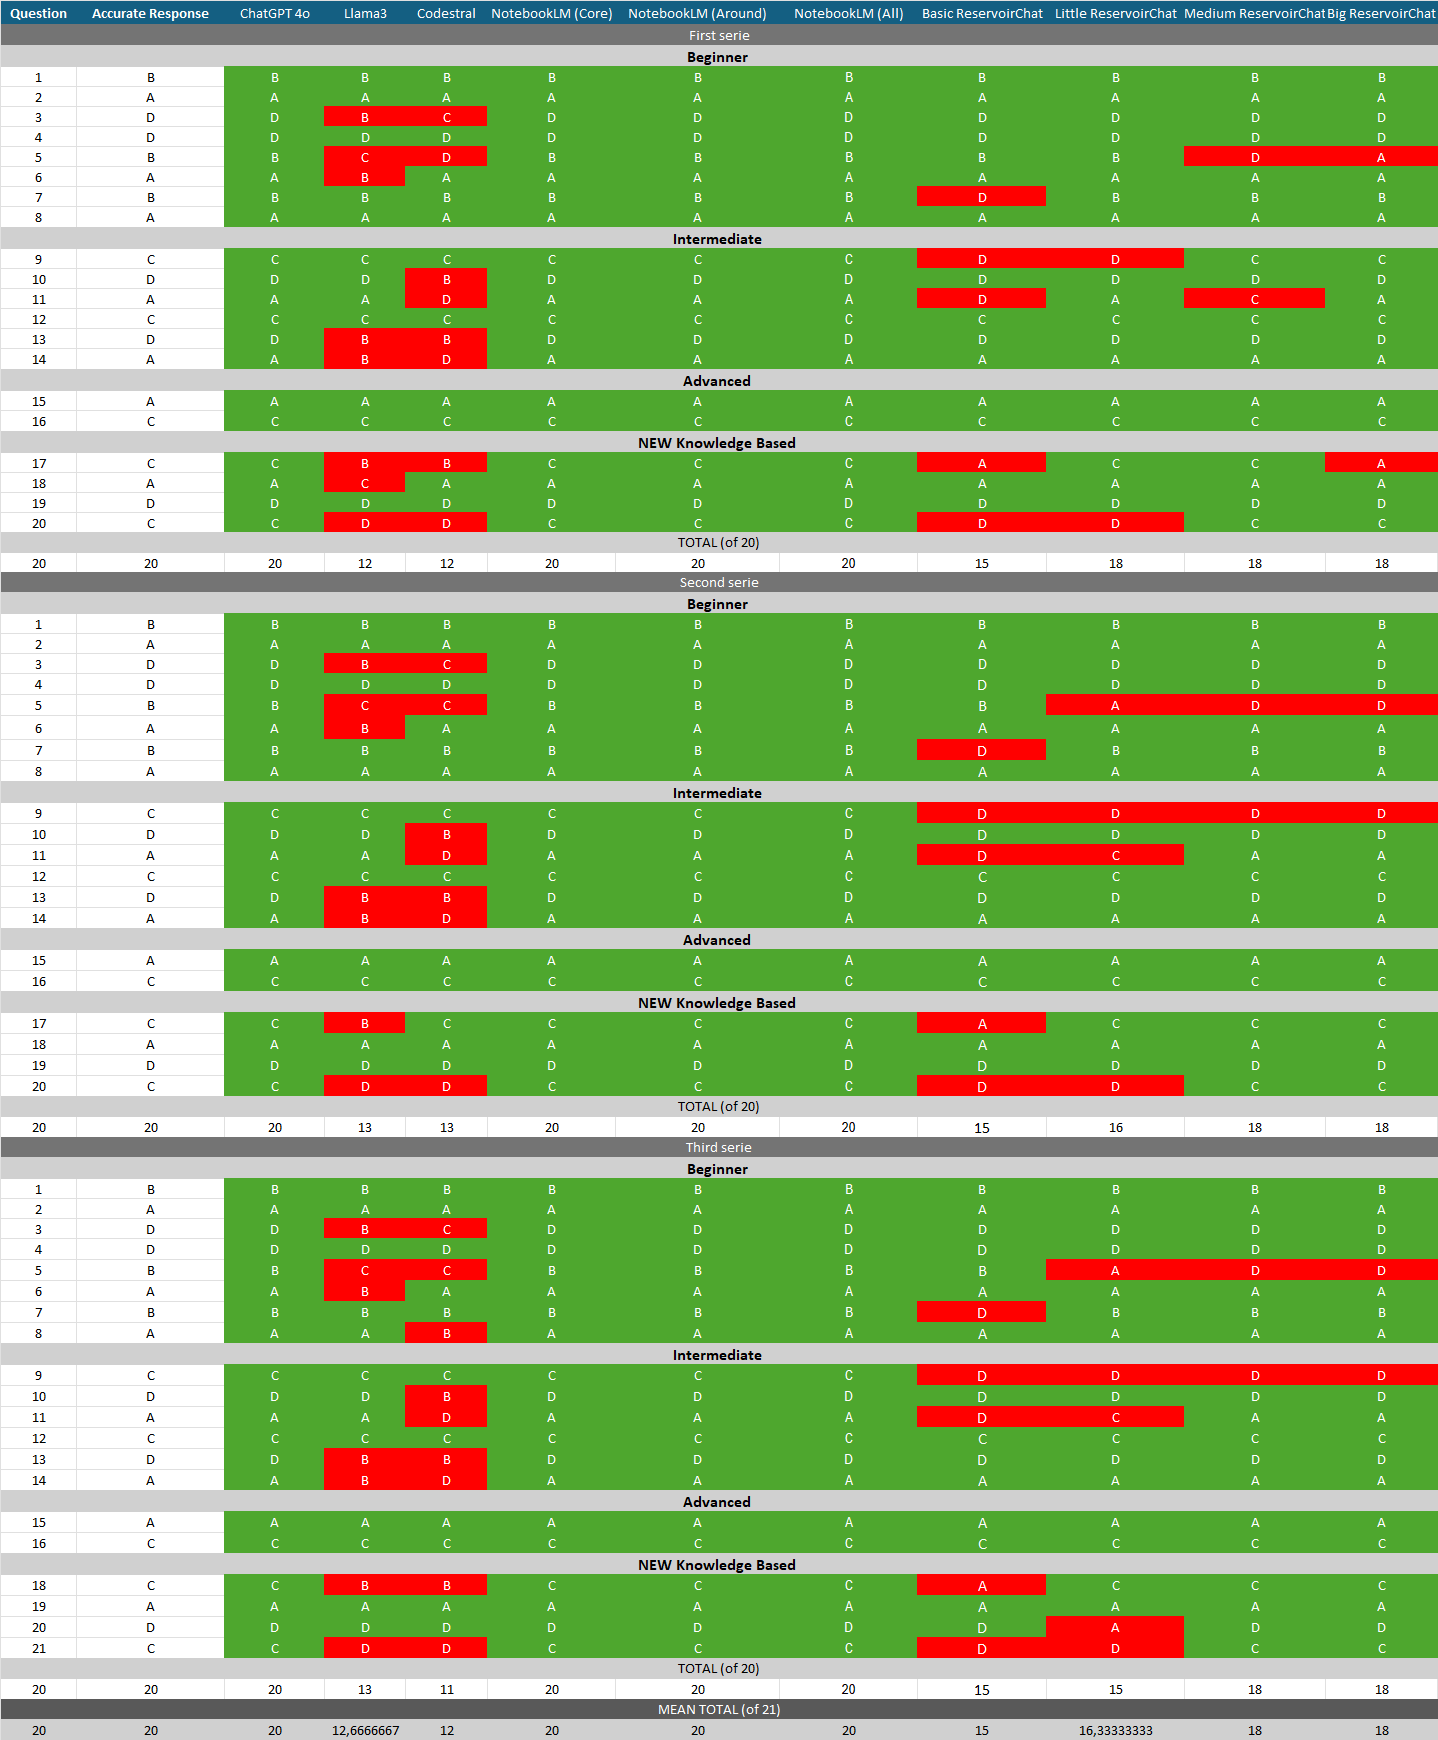 Question Accurate Response ChatGPT 4o Llama3 Codestral NotebookLM (Core) NotebookLM (Around) NotebookLM (All) Basic ReservoirChat Little ReservoirChat Medium ReservoirChat Big ReservoirChat
First serie
Beginner
1 B B B B B B B B B B B
2 A A A A A A A A A A A
3 D D B C D D D D D D D
4 D D D D D D D D D D D
5 B B C D B B B B B D A
6 A A B A A A A A A A A
7 B B B B B B B D B B B
8 A A A A A A A A A A A
Intermediate
9 C C C C C C C D D C C
10 D D D B D D D D D D D
11 A A A D A A A D A C A
12 C C C C C C C C C C C
13 D D B B D D D D D D D
14 A A B D A A A A A A A
Advanced
15 A A A A A A A A A A A
16 C C C C C C C C C C C
NEW Knowledge Based
17 C C B B C C C A C C A
18 A A C A A A A A A A A
19 D D D D D D D D D D D
20 C C D D C C C D D C C
TOTAL (of 20)
20 20 20 12 12 20 20 20 15 18 18 18
Second serie
Beginner
1 B B B B B B B B B B B
2 A A A A A A A A A A A
3 D D B C D D D D D D D
4 D D D D D D D D D D D
5 B B C C B B B B A D D
6 A A B A A A A A A A A
7 B B B B B B B D B B B
8 A A A A A A A A A A A
Intermediate
9 C C C C C C C D D D D
10 D D D B D D D D D D D
11 A A A D A A A D C A A
12 C C C C C C C C C C C
13 D D B B D D D D D D D
14 A A B D A A A A A A A
Advanced
15 A A A A A A A A A A A
16 C C C C C C C C C C C
NEW Knowledge Based
17 C C B C C C C A C C C
18 A A A A A A A A A A A
19 D D D D D D D D D D D
20 C C D D C C C D D C C
TOTAL (of 20)
20 20 20 13 13 20 20 20 15 16 18 18
Third serie
Beginner
1 B B B B B B B B B B B
2 A A A A A A A A A A A
3 D D B C D D D D D D D
4 D D D D D D D D D D D
5 B B C C B B B B A D D
6 A A B A A A A A A A A
7 B B B B B B B D B B B
8 A A A B A A A A A A A
Intermediate
9 C C C C C C C D D D D
10 D D D B D D D D D D D
11 A A A D A A A D C A A
12 C C C C C C C C C C C
13 D D B B D D D D D D D
14 A A B D A A A A A A A
Advanced
15 A A A A A A A A A A A
16 C C C C C C C C C C C
NEW Knowledge Based
18 C C B B C C C A C C C
19 A A A A A A A A A A A
20 D D D D D D D D A D D
21 C C D D C C C D D C C
TOTAL (of 20)
20 20 20 13 11 20 20 20 15 15 18 18
MEAN TOTAL (of 21)
20 20 20 12,6666667 12 20 20 20 15 16,33333333 18 18